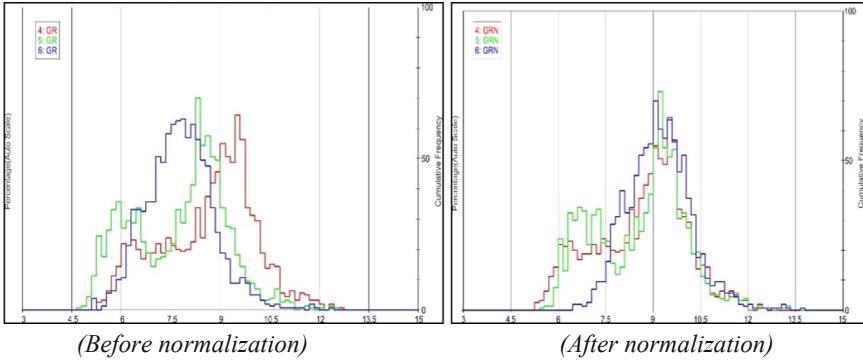 4: GR
5: GR
6: GR
Percentage(Auto Scale)
Cumulative Frequency
100
50
0
3 4.5 6 7.5 9 10.5 12 13.5 15
(Before normalization)
4: GRN
5: GRN
6: GRN
Percentage(Auto Scale)
Cumulative Frequency
100
50
0
3 4.5 6 7.5 9 10.5 12 13.5 15
(After normalization)